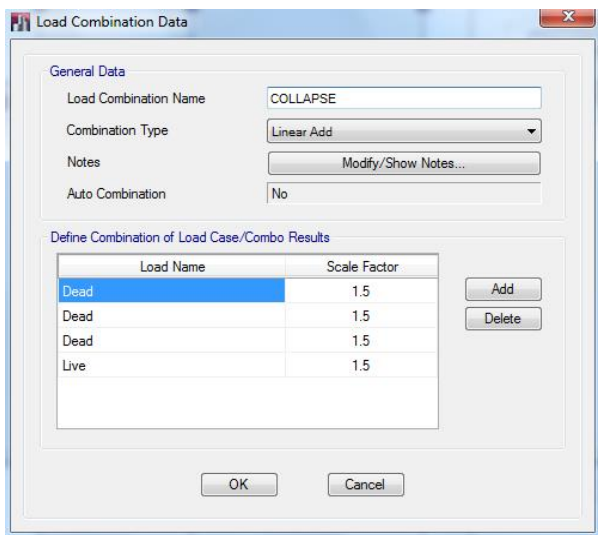 Load Combination Data
General Data
Load Combination Name COLLAPSE
Combination Type Linear Add
Notes Modify/Show Notes...
Auto Combination No
Define Combination of Load Case/Combo Results
Load Name Scale Factor
Dead 1.5 Add
Dead 1.5 Delete
Dead 1.5
Live 1.5
OK Cancel